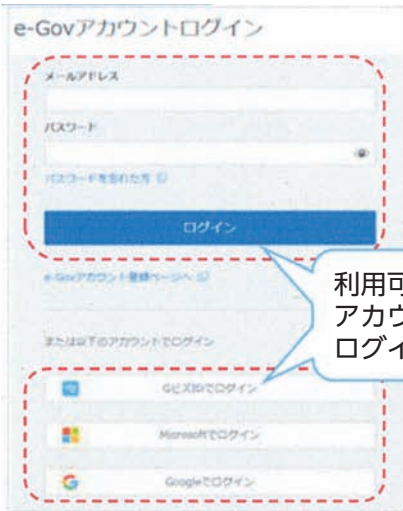 e-Govアカウントログイン
メールアドレス
パスワード
パスワードを忘れた方
ログイン
e-Govアカウント登録ページへ
利用可
アカウ
ログイ
または以下のアカウントでログイン
GビズIDでログイン
Microsoftでログイン
Googleでログイン